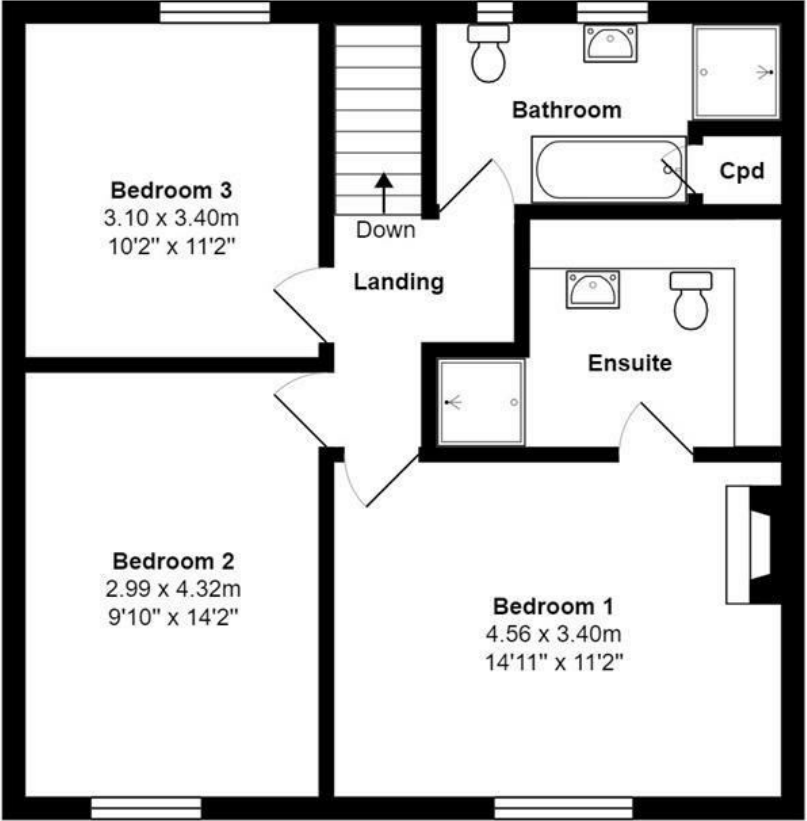 Bathroom
Cpd
Bedroom 3
3.10 x 3.40m
10'2" x 11'2"
Down
Landing
Ensuite
Bedroom 2
2.99 x 4.32m
9'10" x 14'2"
Bedroom 1
4.56 x 3.40m
14'11" x 11'2"